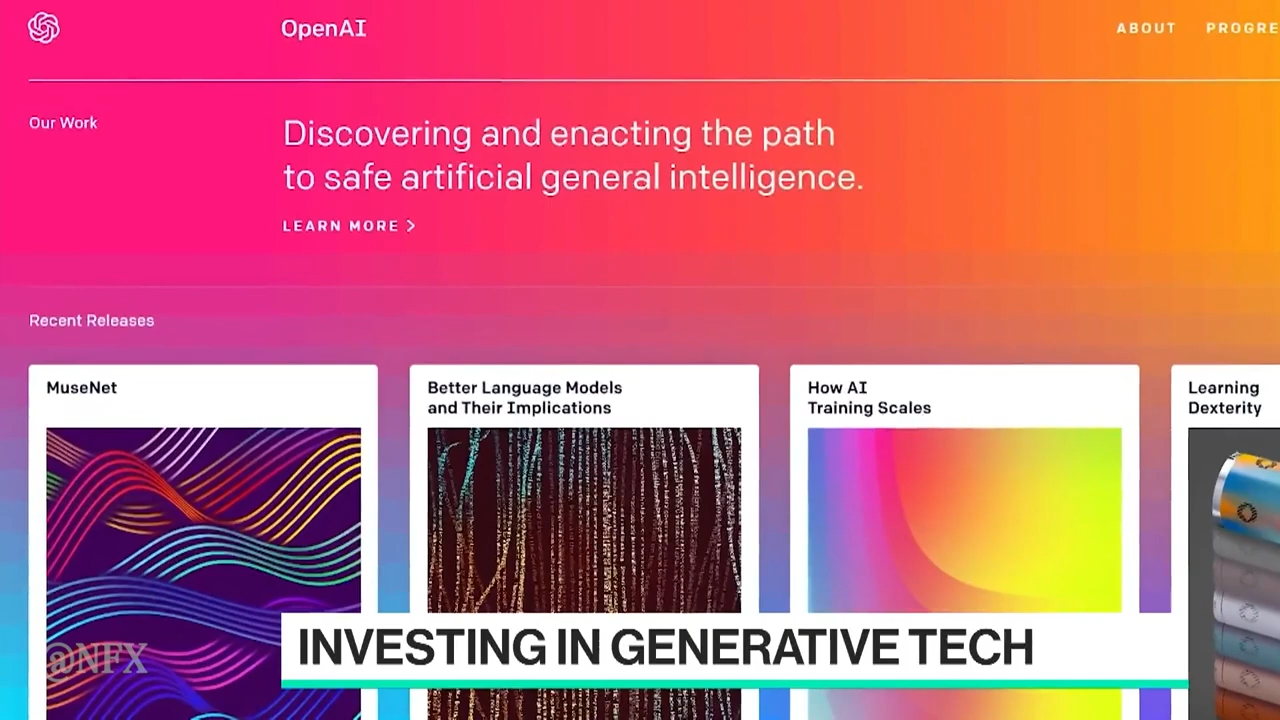 OpenAI
ABOUT
Our Work
Discovering and enacting the path
to safe artificial general intelligence.
LEARN MORE >
Recent Releases
MuseNet
Better Language Models
and Their Implications
How AI
Training Scales
Learning
Dexterity
@NFX
INVESTING IN GENERATIVE TECH